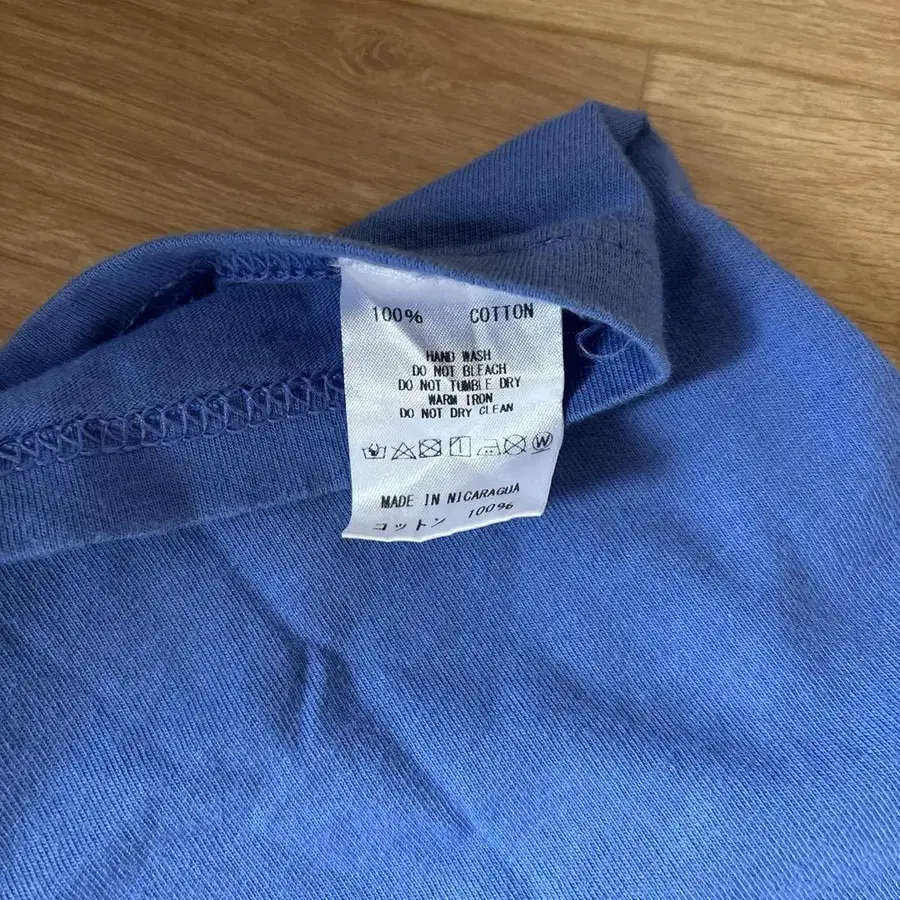 100% COTTON
HAND WASH
DO NOT BLEACH
DO NOT TUMBLE DRY
WARM IRON
DO NOT DRY CLEAN
W
MADE IN NICARAGUA
コットン 100%